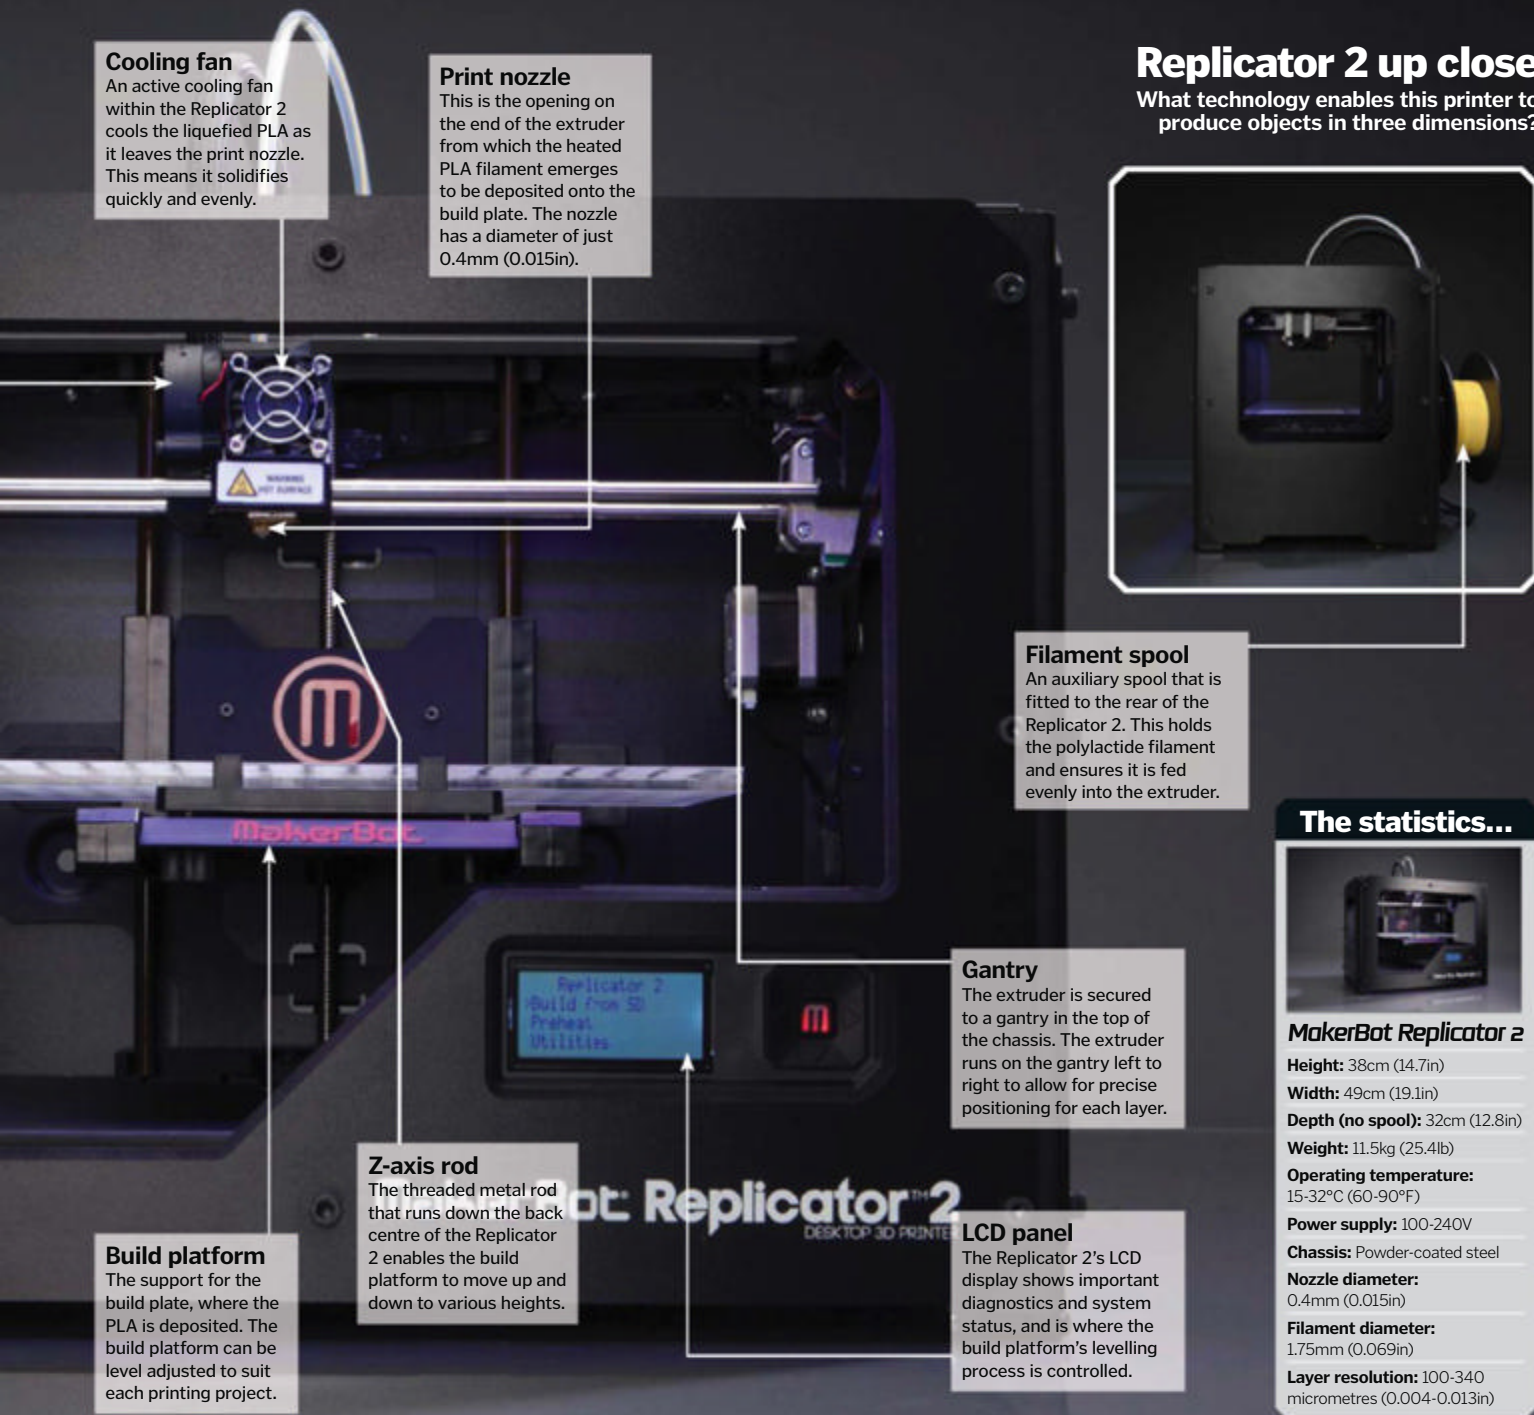 Cooling fan
An active cooling fan
within the Replicator 2
cools the liquefied PLA as
it leaves the print nozzle.
This means it solidifies
quickly and evenly.
Print nozzle
This is the opening on
the end of the extruder
from which the heated
PLA filament emerges
to be deposited onto the
build plate. The nozzle
has a diameter of just
0.4mm (0.015in).
Replicator 2 up close
What technology enables this printer to
produce objects in three dimensions?
WARNING
HOT SURFACE
Filament spool
An auxiliary spool that is
fitted to the rear of the
Replicator 2. This holds
the polylactide filament
and ensures it is fed
evenly into the extruder.
MakerBot
Replicator 2
Build from SD
Preheat
Utilities
Gantry
The extruder is secured
to a gantry in the top of
the chassis. The extruder
runs on the gantry left to
right to allow for precise
positioning for each layer.
Z-axis rod
The threaded metal rod
that runs down the back
centre of the Replicator
2 enables the build
platform to move up and
down to various heights.
MakerBot Replicator™2
DESKTOP 3D PRINTE
Build platform
The support for the
build plate, where the
PLA is deposited. The
build platform can be
level adjusted to suit
each printing project.
LCD panel
The Replicator 2's LCD
display shows important
diagnostics and system
status, and is where the
build platform's levelling
process is controlled.
The statistics...
MakerBot Replicator 2
Height: 38cm (14.7in)
Width: 49cm (19.1in)
Depth (no spool): 32cm (12.8in)
Weight: 11.5kg (25.4lb)
Operating temperature:
15-32°C (60-90°F)
Power supply: 100-240V
Chassis: Powder-coated steel
Nozzle diameter:
0.4mm (0.015in)
Filament diameter:
1.75mm (0.069in)
Layer resolution: 100-340
micrometres (0.004-0.013in)